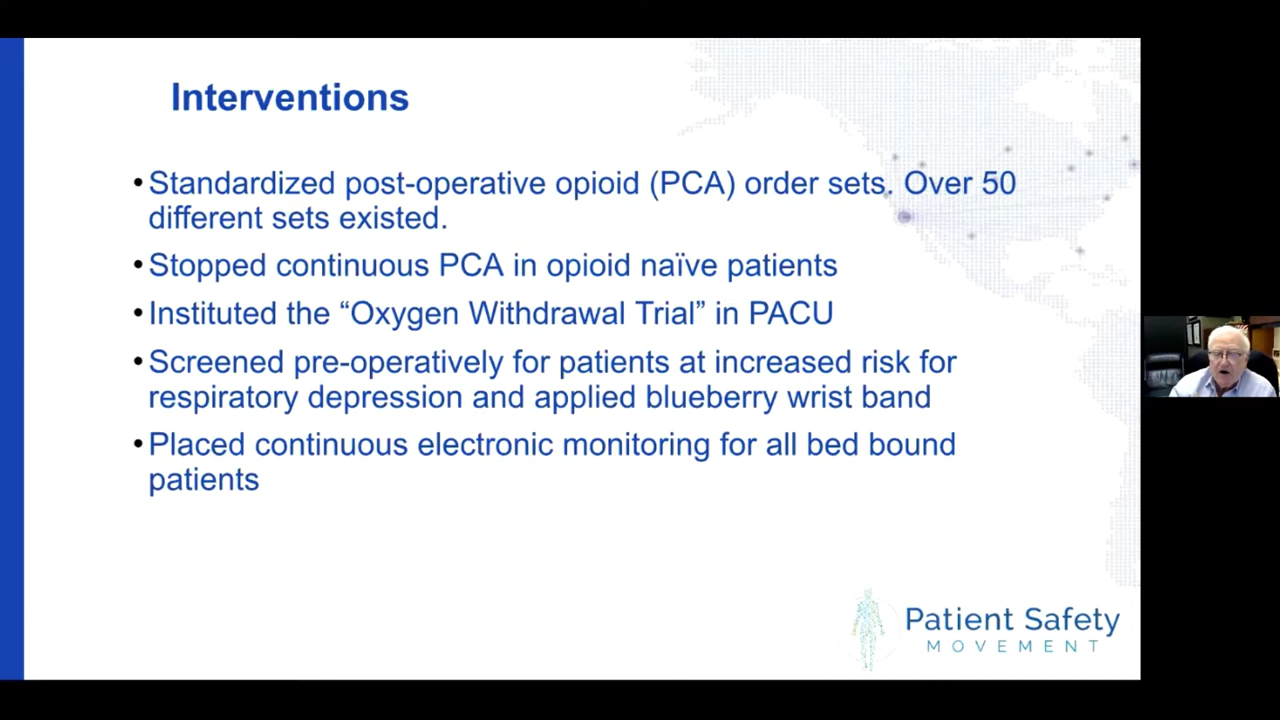 Interventions
•Standardized post-operative opioid (PCA) order sets. Over 50
different sets existed.
•Stopped continuous PCA in opioid naïve patients
•Instituted the “Oxygen Withdrawal Trial” in PACU
•Screened pre-operatively for patients at increased risk for
respiratory depression and applied blueberry wrist band
•Placed continuous electronic monitoring for all bed bound
patients
Patient Safety
MOVEMENT